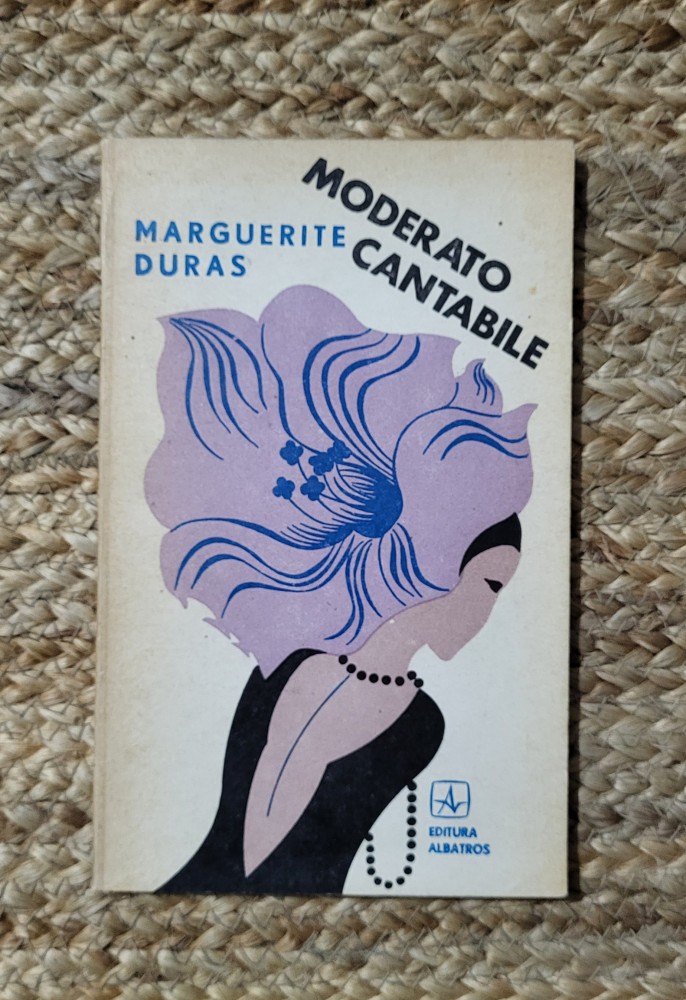 MODERATO
CANTABILE
MARGUERITE
DURAS
EDITURA
ALBATROS